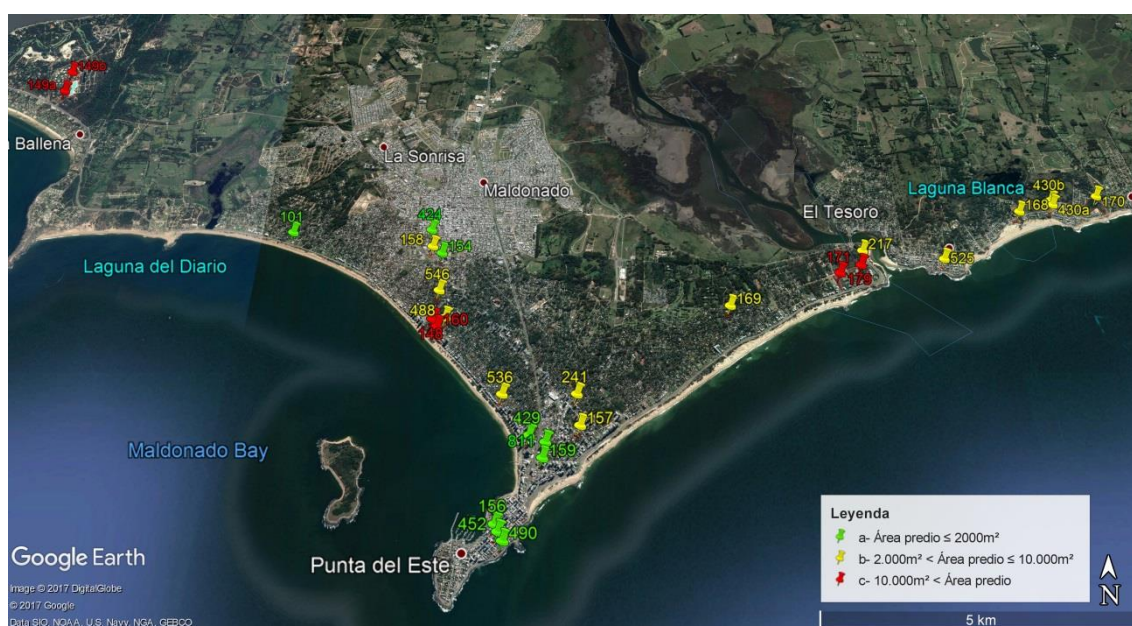 149b
149a
a Ballena
La Sonrisa
Maldonado
Laguna Blanca
430b
168
430a
170
El Tesoro
101
424
158
154
217
Laguna del Diario
171
179
525
546
169
488
160
536
241
157
429
811
159
Maldonado Bay
156
452
490
Punta del Este
Google Earth
Image © 2017 DigitalGlobe
© 2017 Google
Data SIO, NOAA, U.S. Navy, NGA, GEBCO
Leyenda
a- Área predio ≤ 2000m²
b- 2.000m² < Área predio ≤ 10.000m²
c- 10.000m² < Área predio
N
5 km